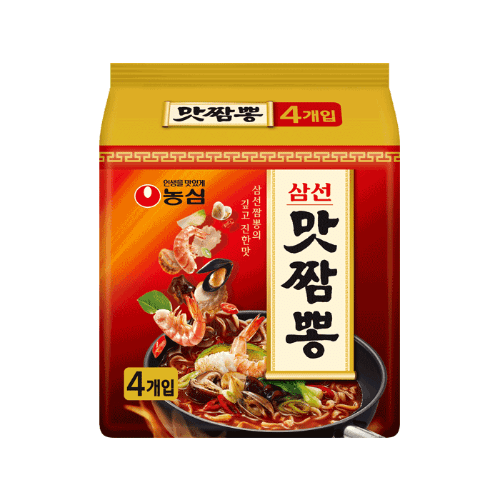 맛짬뽕 4개입
인생을 맛있게
농심
삼선짬뽕의
깊고 진한맛
삼선
맛짬뽕
4개입